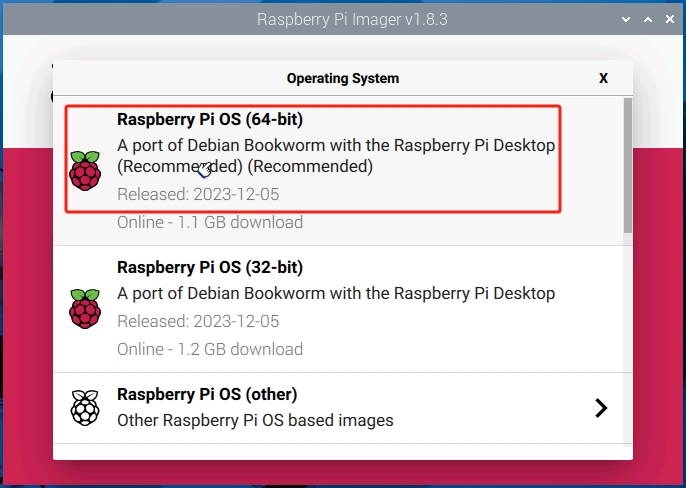 Raspberry Pi Imager v1.8.3
Operating System
X
Raspberry Pi OS (64-bit)
A port of Debian Bookworm with the Raspberry Pi Desktop
(Recommended) (Recommended)
Released: 2023-12-05
Online - 1.1 GB download
Raspberry Pi OS (32-bit)
A port of Debian Bookworm with the Raspberry Pi Desktop
Released: 2023-12-05
Online - 1.2 GB download
Raspberry Pi OS (other)
Other Raspberry Pi OS based images